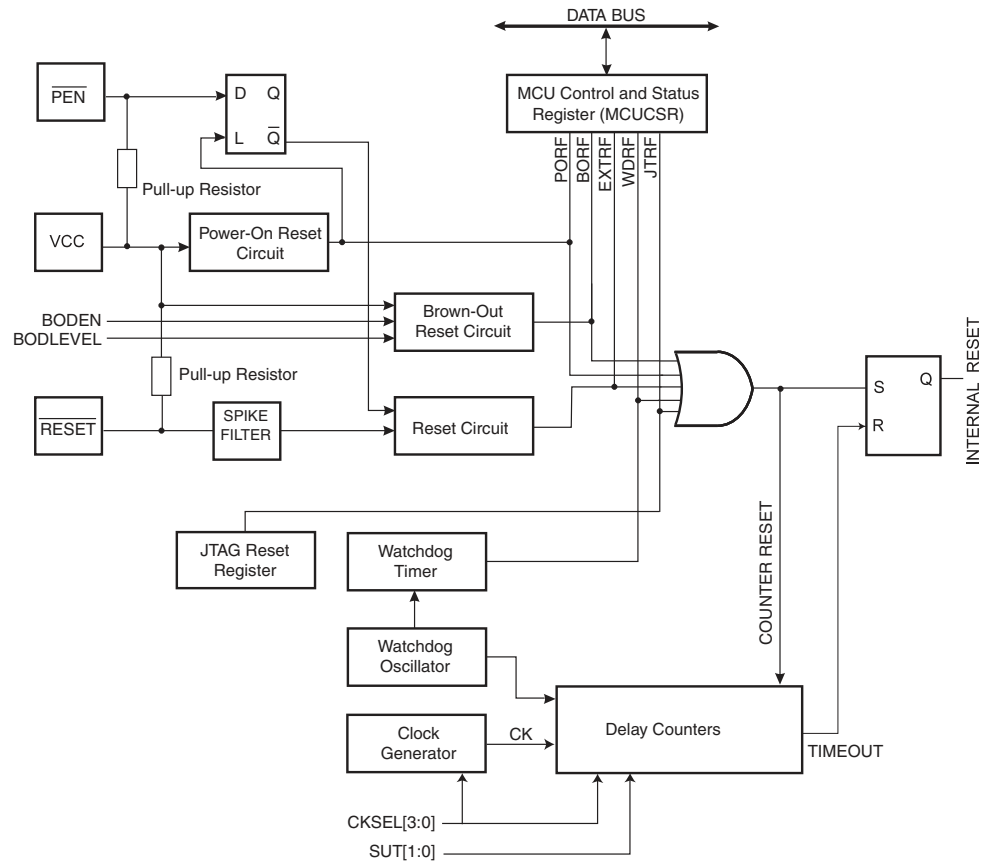 DATA BUS
PEN
D Q
L Q
MCU Control and Status
Register (MCUCSR)
PORF
BORF
EXTRF
WDRF
JTRF
Pull-up Resistor
VCC
Power-On Reset
Circuit
BODEN
BODLEVEL
Brown-Out
Reset Circuit
Pull-up Resistor
RESET
SPIKE
FILTER
Reset Circuit
S Q
R
INTERNAL RESET
JTAG Reset
Register
Watchdog
Timer
COUNTER RESET
Watchdog
Oscillator
Clock
Generator
CK
Delay Counters
TIMEOUT
CKSEL[3:0]
SUT[1:0]